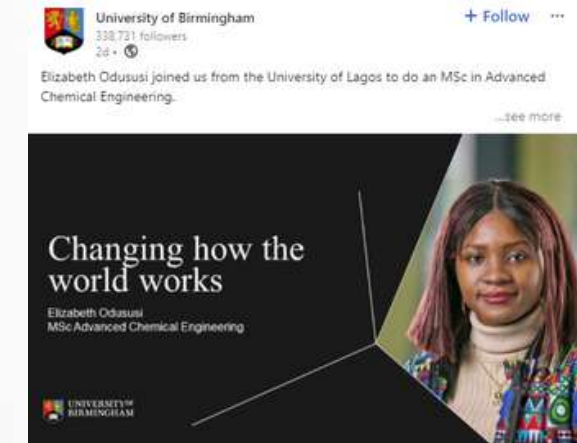 University of Birmingham
+ Follow ...
338,731 followers
2d •
Elizabeth Odususi joined us from the University of Lagos to do an MSc in Advanced
Chemical Engineering.
...see more
Changing how the
world works
Elizabeth Odususi
MSc Advanced Chemical Engineering
UNIVERSITYOF
BIRMINGHAM